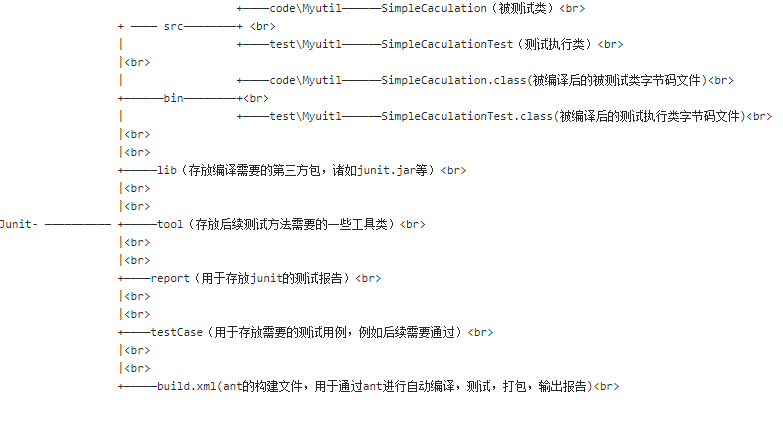 +————code\Myutil——————SimpleCaculation（被测试类）<br>
+ ———— src————————+ <br>
| +————test\Myuitl——————SimpleCaculationTest（测试执行类）<br>
|<br>
| +————code\Myutil——————SimpleCaculation.class(被编译后的被测试类字节码文件)<br>
+——————bin————————+<br>
| +————test\Myuitl——————SimpleCaculationTest.class(被编译后的测试执行类字节码文件)<br>
|<br>
|<br>
+—————lib（存放编译需要的第三方包，诸如junit.jar等）<br>
|<br>
|<br>
Junit- —————————— +—————tool（存放后续测试方法需要的一些工具类）<br>
|<br>
|<br>
+————report（用于存放junit的测试报告）<br>
|<br>
|<br>
+————testCase（用于存放需要的测试用例，例如后续需要通过）<br>
|<br>
|<br>
+—————build.xml(ant的构建文件，用于通过ant进行自动编译，测试，打包，输出报告)<br>